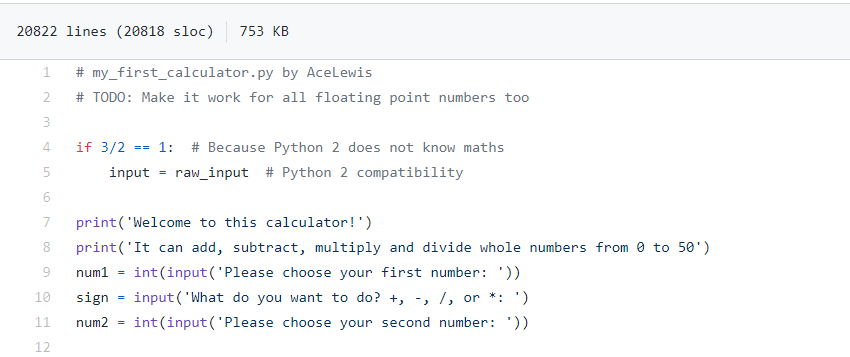 20822 lines (20818 sloc) 753 KB
1 # my_first_calculator.py by AceLewis
2 # TODO: Make it work for all floating point numbers too
3
4 if 3/2 == 1:  # Because Python 2 does not know maths
5     input = raw_input  # Python 2 compatibility
6
7 print('Welcome to this calculator!')
8 print('It can add, subtract, multiply and divide whole numbers from 0 to 50')
9 num1 = int(input('Please choose your first number: '))
10 sign = input('What do you want to do? +, -, /, or *: ')
11 num2 = int(input('Please choose your second number: '))
12